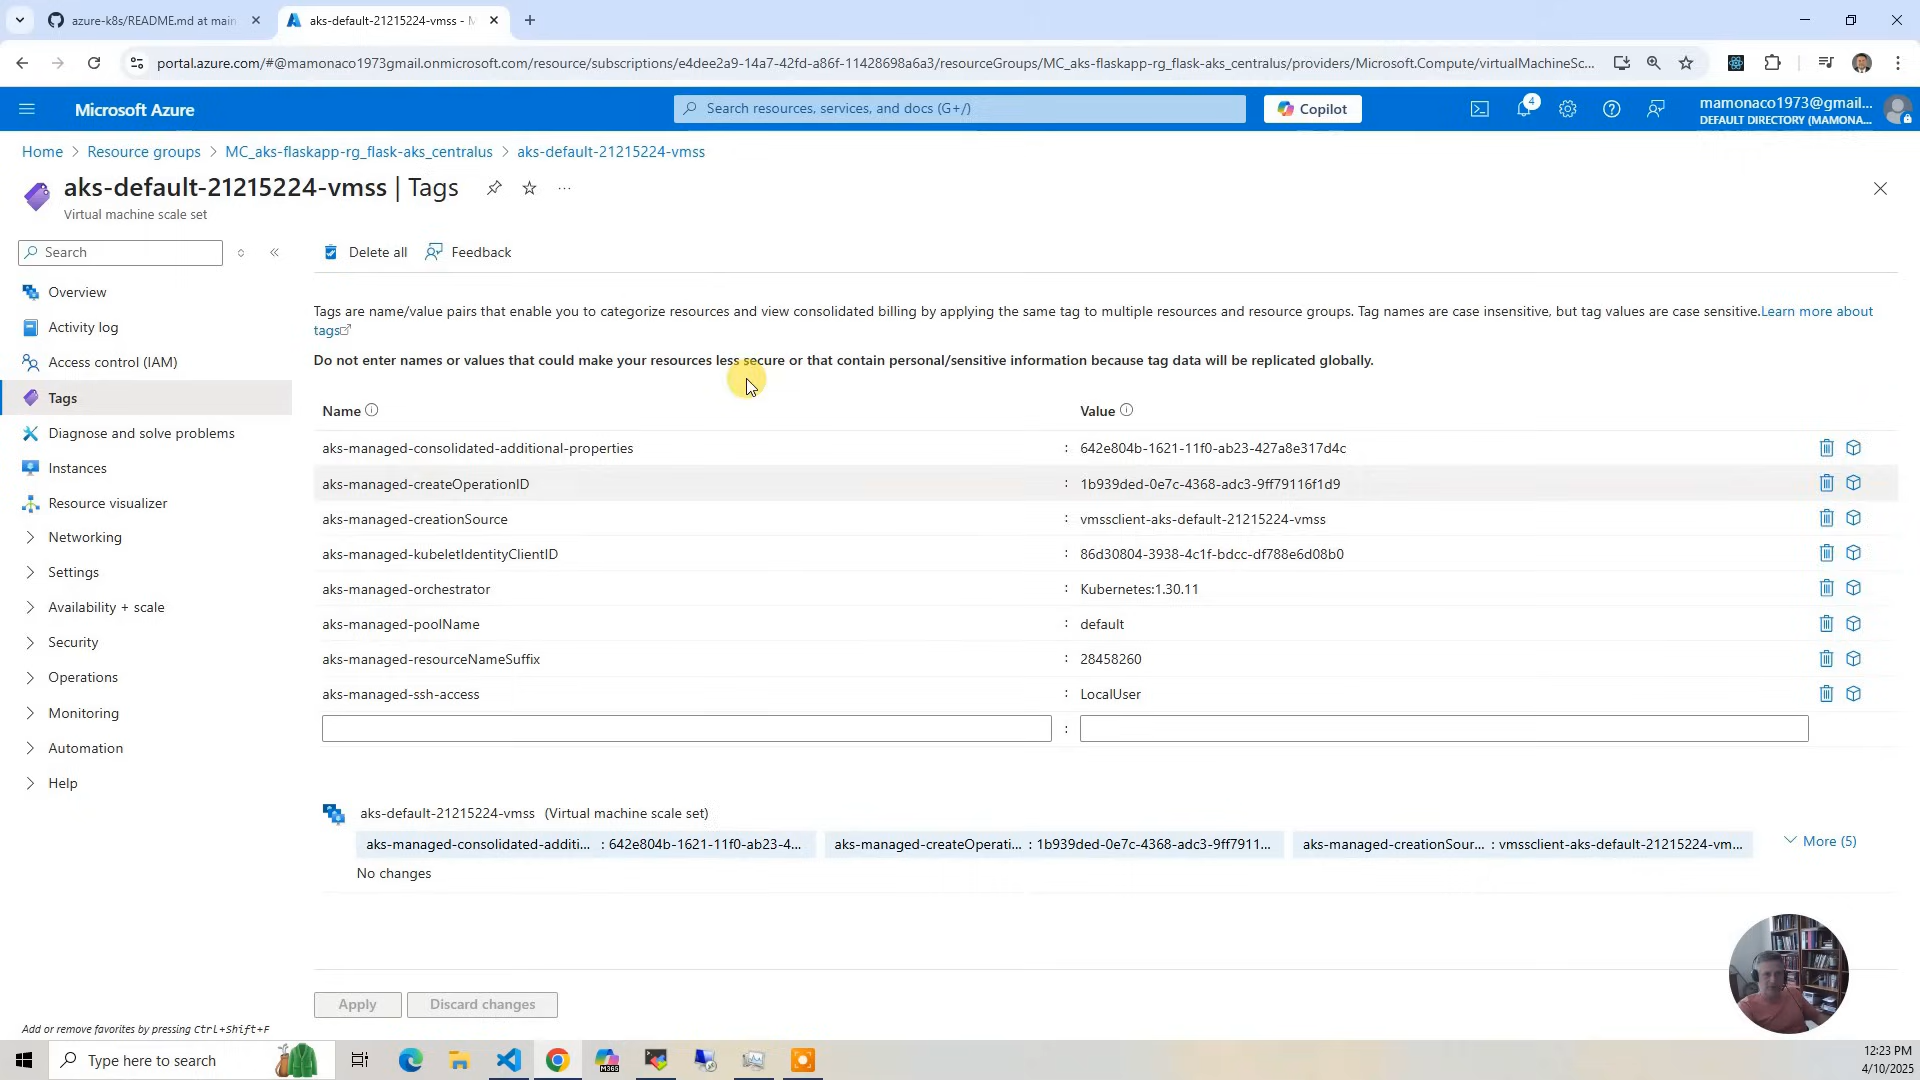 azure-k8s/README.md at main
aks-default-21215224-vmss - M
portal.azure.com/#@mamonaco1973gmail.onmicrosoft.com/resource/subscriptions/e4dee2a9-14a7-42fd-a86f-11428698a6a3/resourceGroups/MC_aks-flaskapp-rg_flask-aks_centralus/providers/Microsoft.Compute/virtualMachineSc...
Microsoft Azure
Search resources, services, and docs (G+/)
Copilot
4
mamonaco1973@gmail....
DEFAULT DIRECTORY (MAMONA...
Home > Resource groups > MC_aks-flaskapp-rg_flask-aks_centralus > aks-default-21215224-vmss
aks-default-21215224-vmss | Tags
Virtual machine scale set
Search
Overview
Activity log
Access control (IAM)
Tags
Diagnose and solve problems
Instances
Resource visualizer
Networking
Settings
Availability + scale
Security
Operations
Monitoring
Automation
Help
Add or remove favorites by pressing Ctrl+Shift+F
Delete all
Feedback
Tags are name/value pairs that enable you to categorize resources and view consolidated billing by applying the same tag to multiple resources and resource groups. Tag names are case insensitive, but tag values are case sensitive. Learn more about
tags
Do not enter names or values that could make your resources less secure or that contain personal/sensitive information because tag data will be replicated globally.
Name Value
aks-managed-consolidated-additional-properties : 642e804b-1621-11f0-ab23-427a8e317d4c
aks-managed-createOperationID : 1b939ded-0e7c-4368-adc3-9ff79116f1d9
aks-managed-creationSource : vmssclient-aks-default-21215224-vmss
aks-managed-kubeletIdentityClientID : 86d30804-3938-4c1f-bdcc-df788e6d08b0
aks-managed-orchestrator : Kubernetes:1.30.11
aks-managed-poolName : default
aks-managed-resourceNameSuffix : 28458260
aks-managed-ssh-access : LocalUser
:
aks-default-21215224-vmss (Virtual machine scale set)
aks-managed-consolidated-additi... : 642e804b-1621-11f0-ab23-4...
aks-managed-createOperati... : 1b939ded-0e7c-4368-adc3-9ff7911...
aks-managed-creationSour... : vmssclient-aks-default-21215224-vm...
More (5)
No changes
Apply
Discard changes
Type here to search
M365
12:23 PM
4/10/2025